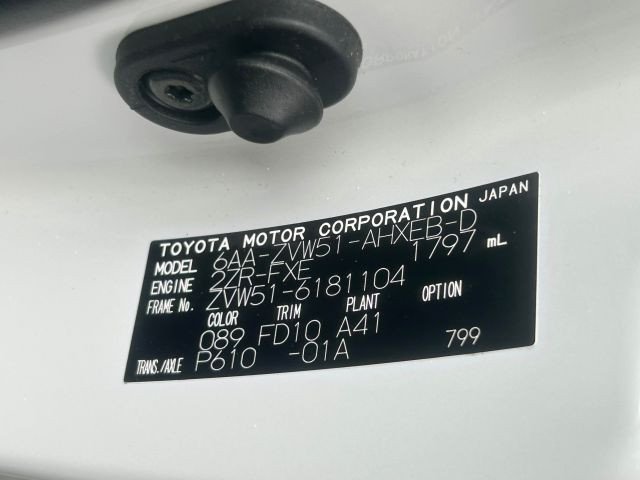 TOYOTA MOTOR CORPORATION JAPAN
MODEL 6AA-ZVW51-AHXEB-D
ENGINE 2ZR-FXE 1797 mL
FRAME No. ZVW51-6181104
COLOR TRIM PLANT OPTION
089 FD10 A41
TRANS./AXLE P610 -01A 799